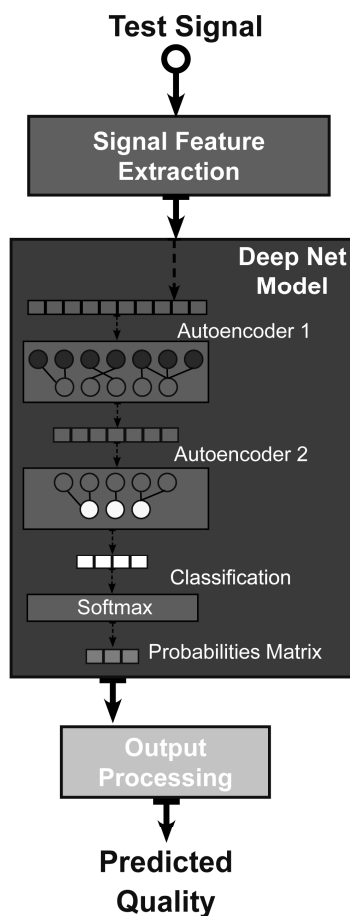 Test Signal
Signal Feature
Extraction
Deep Net
Model
Autoencoder 1
Autoencoder 2
Classification
Softmax
Probabilities Matrix
Output
Processing
Predicted
Quality